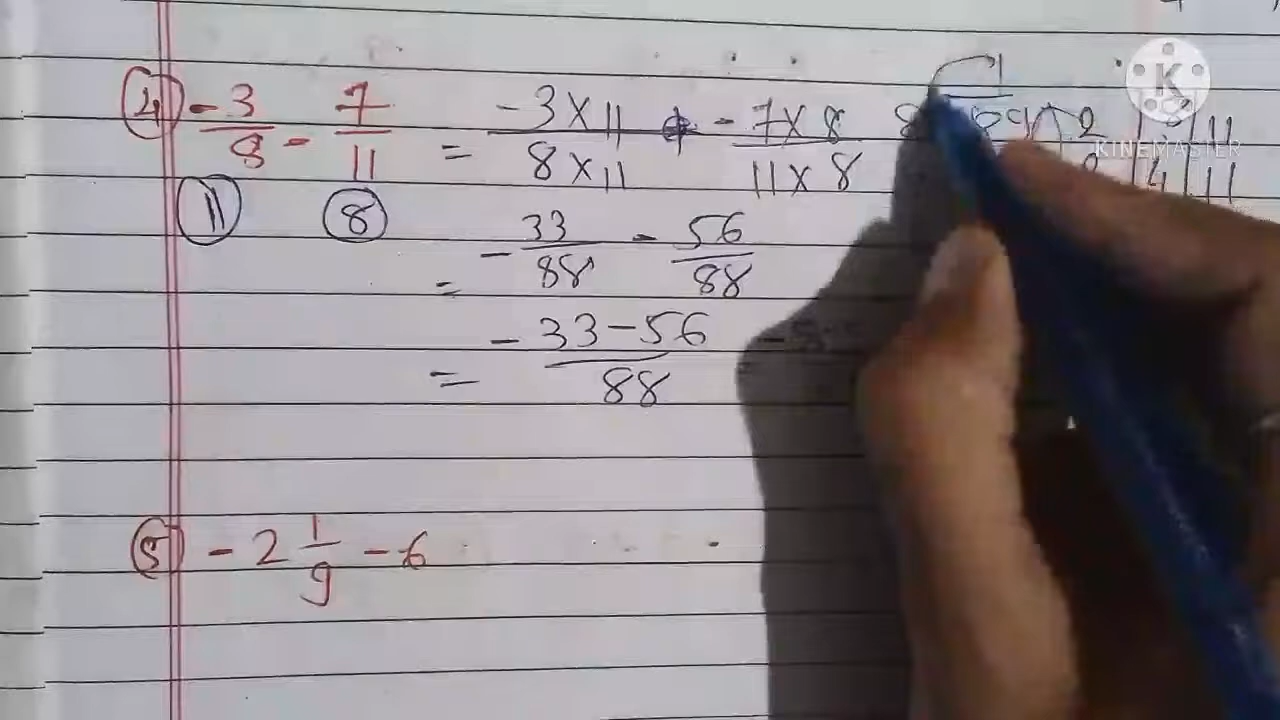 ④ -3/8 - 7/11 = -3×11/8×11 - 7×8/11×8
⑪ ⑧
= -33/88 - 56/88
= -33-56/88
⑤ -2 1/9 - 6
K
KINEMASTER